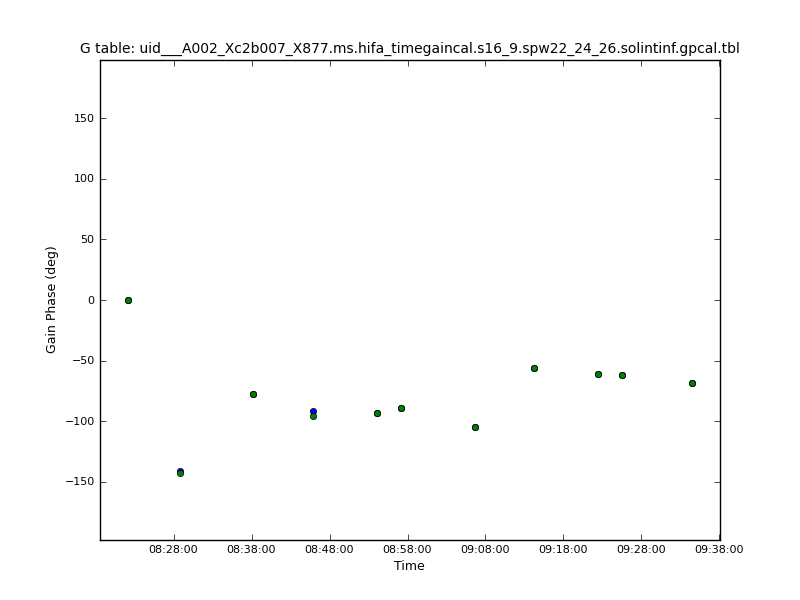 G table: uid___A002_Xc2b007_X877.ms.hifa_timegaincal.s16_9.spw22_24_26.solintinf.gpcal.tbl
150
100
50
0
−50
−100
−150
Gain Phase (deg)
08:28:00 08:38:00 08:48:00 08:58:00 09:08:00 09:18:00 09:28:00 09:38:00
Time